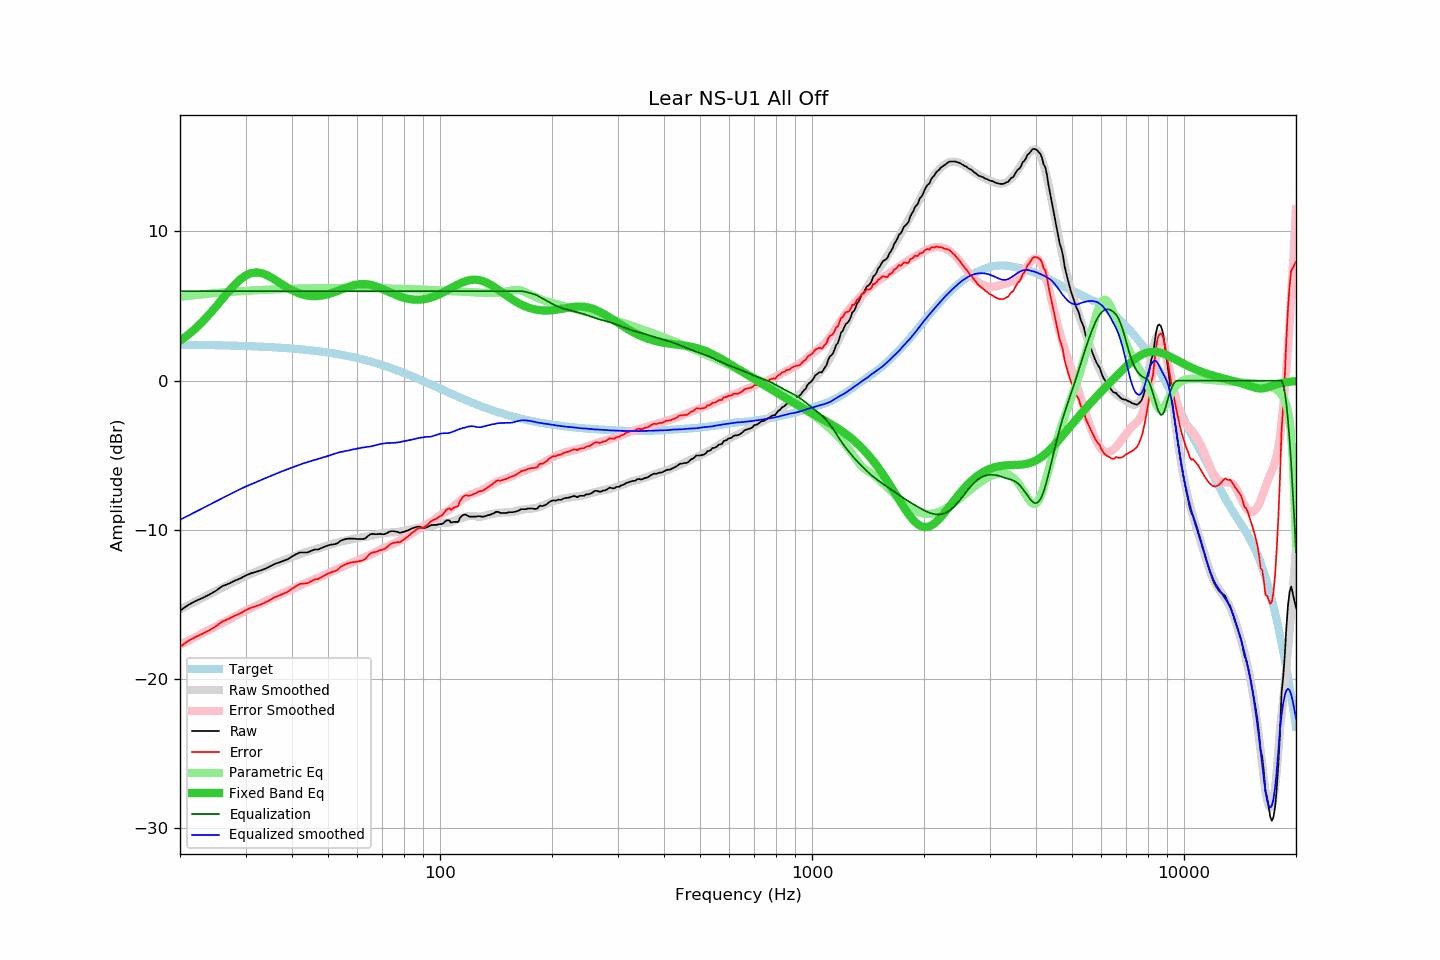 Lear NS-U1 All Off
Amplitude (dBr)
10
0
−10
−20
−30
Target
Raw Smoothed
Error Smoothed
Raw
Error
Parametric Eq
Fixed Band Eq
Equalization
Equalized smoothed
100
1000
10000
Frequency (Hz)